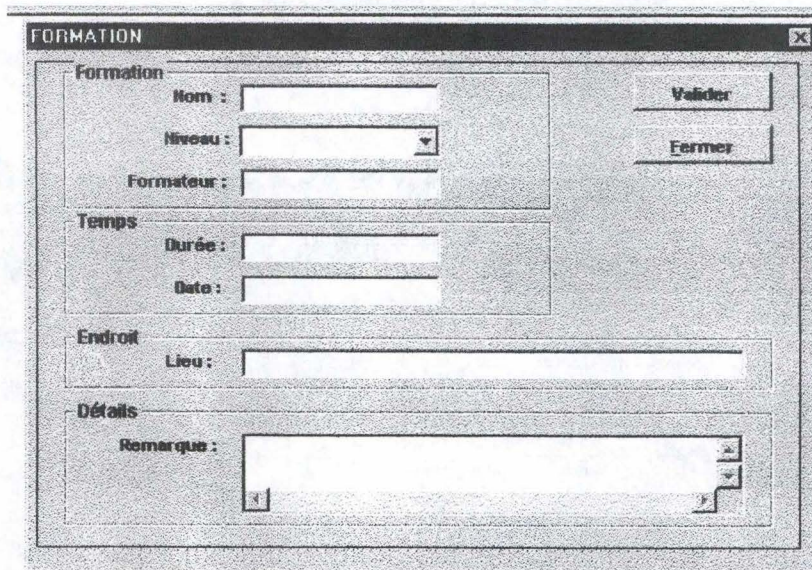 FORMATION
Formation
Nom :
Niveau :
Formateur :
Valider
Fermer
Temps
Durée :
Date :
Endroit
Lieu :
Détails
Remarque :